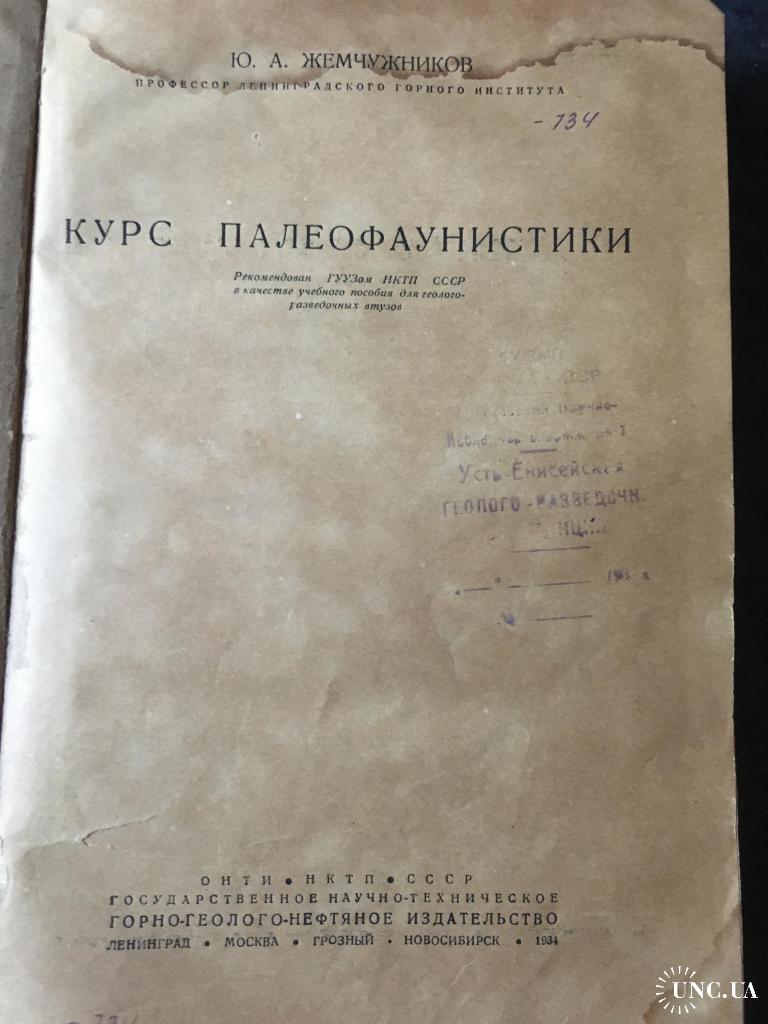 Ю. А. ЖЕМЧУЖНИКОВ
ПРОФЕССОР ЛЕНИНГРАДСКОГО ГОРНОГО ИНСТИТУТА
- 734
КУРС ПАЛЕОФАУНИСТИКИ
Рекомендован ГУУЗом НКТП СССР
в качестве учебного пособия для геолого-
разведочных втузов
Научно-
Усть-Енисейская
ГЕОЛОГО-РАЗВЕДОЧН.
193 г
ОНТИ • НКТП • СССР
ГОСУДАРСТВЕННОЕ НАУЧНО-ТЕХНИЧЕСКОЕ
ГОРНО-ГЕОЛОГО-НЕФТЯНОЕ ИЗДАТЕЛЬСТВО
ЛЕНИНГРАД • МОСКВА • ГРОЗНЫЙ • НОВОСИБИРСК • 1934
UNC.UA